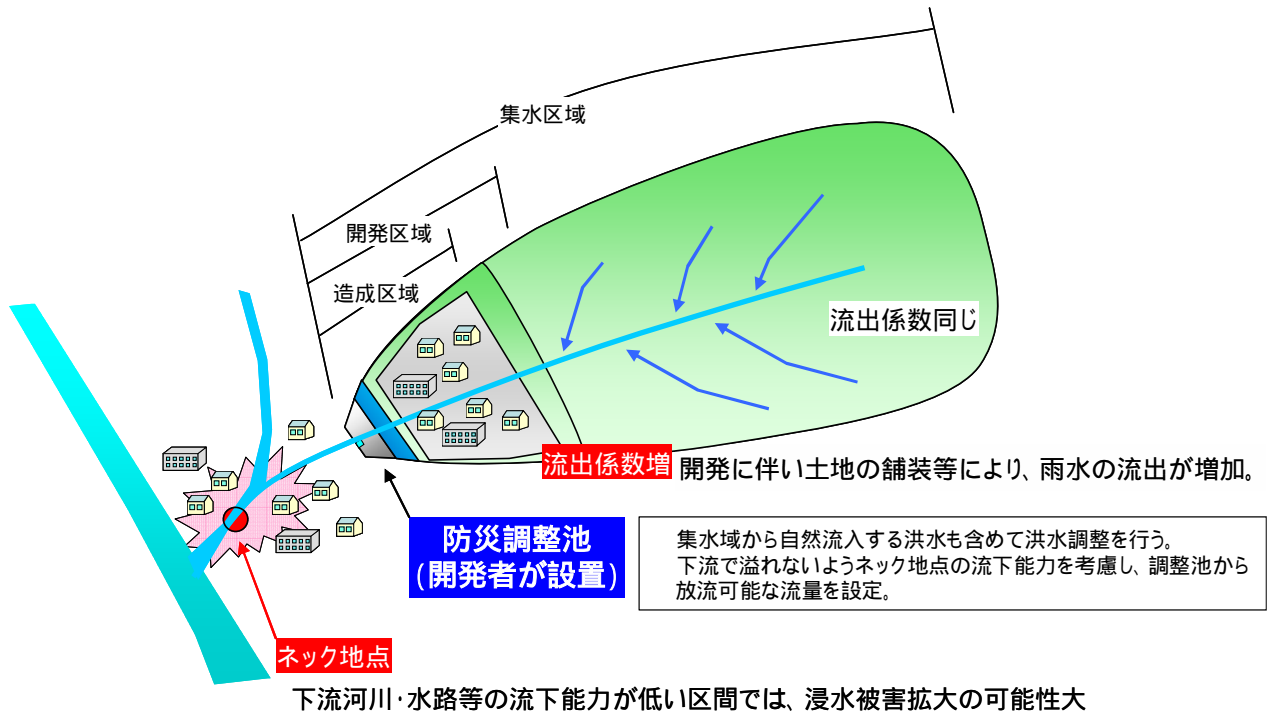 集水区域
開発区域
造成区域
流出係数同じ
流出係数増 開発に伴い土地の舗装等により、雨水の流出が増加。
防災調整池
(開発者が設置)
集水域から自然流入する洪水も含めて洪水調整を行う。
下流で溢れないようネック地点の流下能力を考慮し、調整池から
放流可能な流量を設定。
ネック地点
下流河川・水路等の流下能力が低い区間では、浸水被害拡大の可能性大